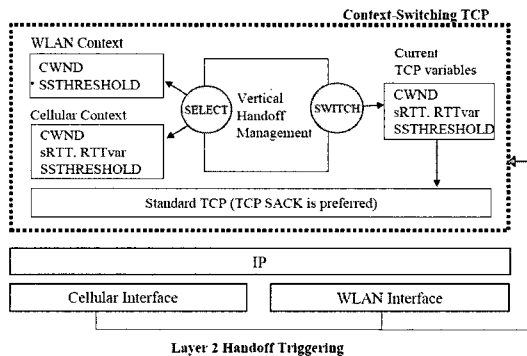 Context-Switching TCP
WLAN Context
CWND
SSTHRESHOLD
Cellular Context
CWND
sRTT. RTTvar
SSTHRESHOLD
SELECT
Vertical
Handoff
Management
SWITCH
Current
TCP variables
CWND
sRTT. RTTvar
SSTHRESHOLD
Standard TCP (TCP SACK is preferred)
IP
Cellular Interface
WLAN Interface
Layer 2 Handoff Triggering